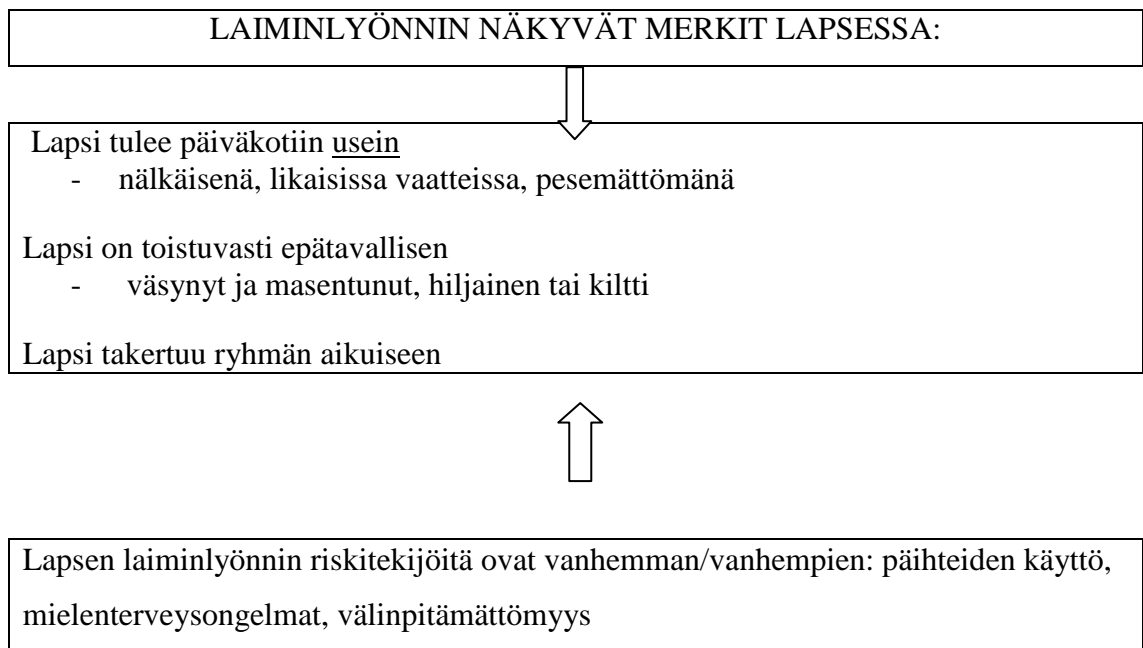 LAIMINLYÖNNIN NÄKYVÄT MERKIT LAPSESSA:
Lapsi tulee päiväkotiin usein
- nälkäisenä, likaisissa vaatteissa, pesemättömänä
Lapsi on toistuvasti epätavallisen
- väsynyt ja masentunut, hiljainen tai kiltti
Lapsi takertuu ryhmän aikuiseen
Lapsen laiminlyönnin riskitekijöitä ovat vanhemman/vanhempien: päihteiden käyttö,
mielenterveysongelmat, välinpitämättömyys